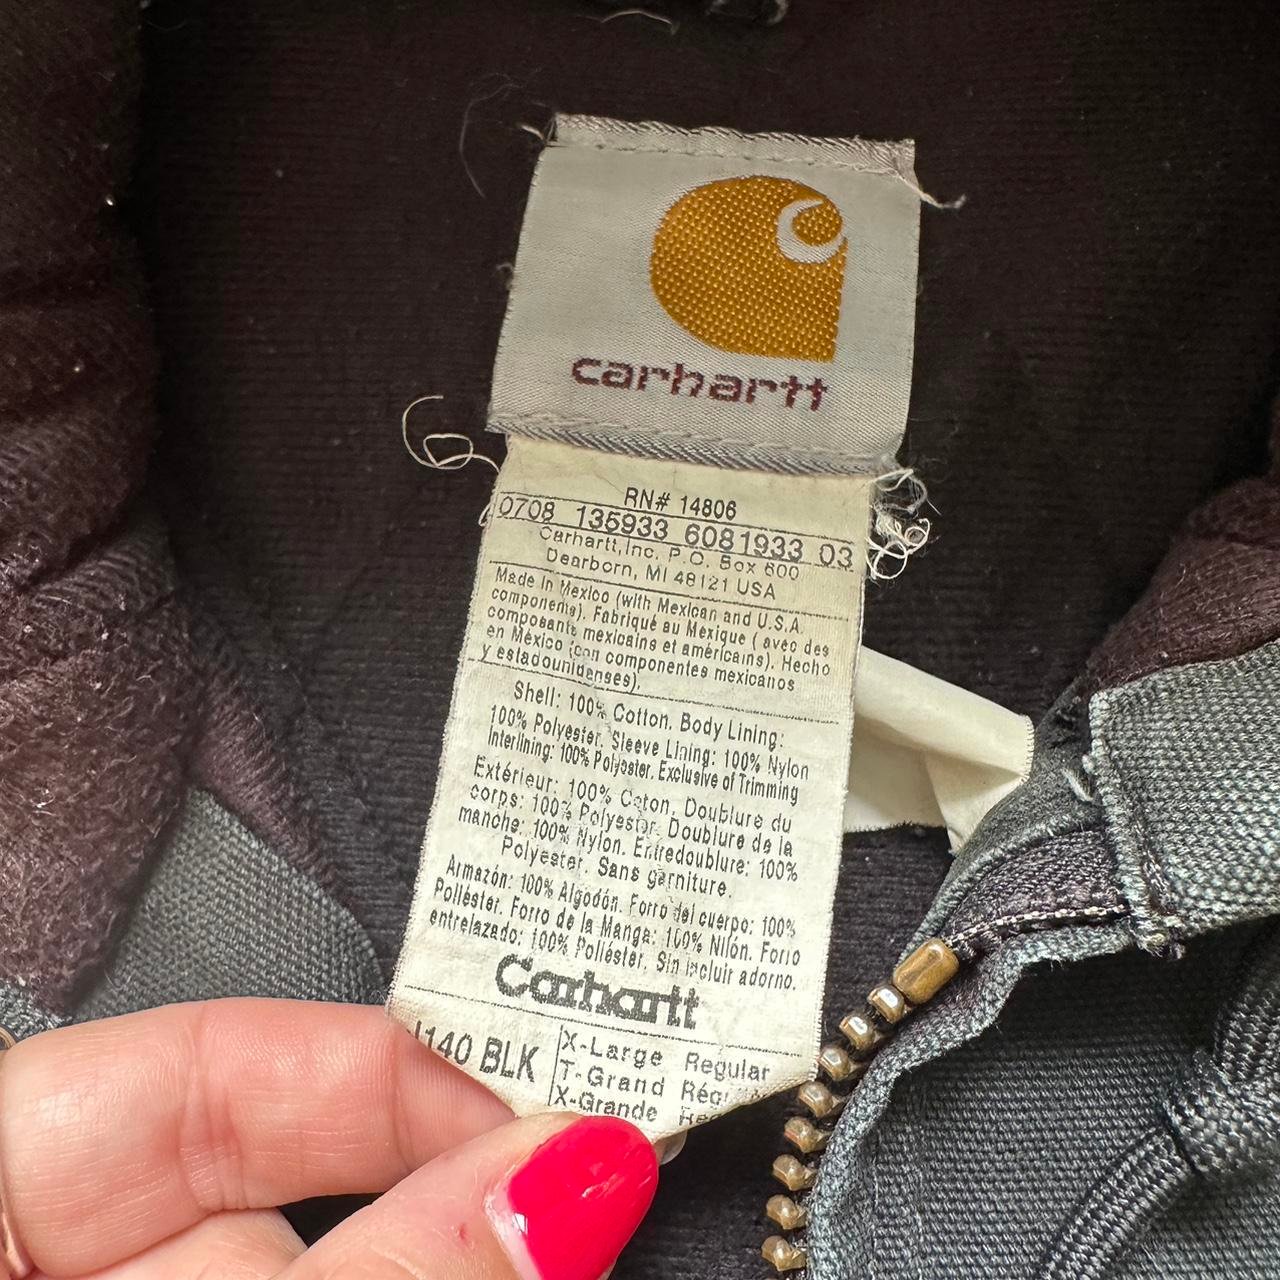 carhartt
RN# 14806
0708 135933 6081933 03
Carhartt, Inc. P.O. Box 600
Dearborn, MI 48121 USA
Made In Mexico (with Mexican and U.S.A.
components). Fabriqué au Mexique ( avec des
composants mexicains et américains). Hecho
en México (con componentes mexicanos
y estadounidenses).
Shell: 100% Cotton. Body Lining:
100% Polyester. Sleeve Lining: 100% Nylon
Interlining: 100% Polyester. Exclusive of Trimming
Extérieur: 100% Coton. Doublure du
corps: 100% Polyester. Doublure de la
manche: 100% Nylon. Entredoublure: 100%
Polyester. Sans garniture.
Armazón: 100% Algodón. Forro del cuerpo: 100%
Poliéster. Forro de la Manga: 100% Nilón. Forro
entrelazado: 100% Poliéster. Sin incluir adorno.
Carhartt
J140 BLK
X-Large Regular
T-Grand
X-Grande